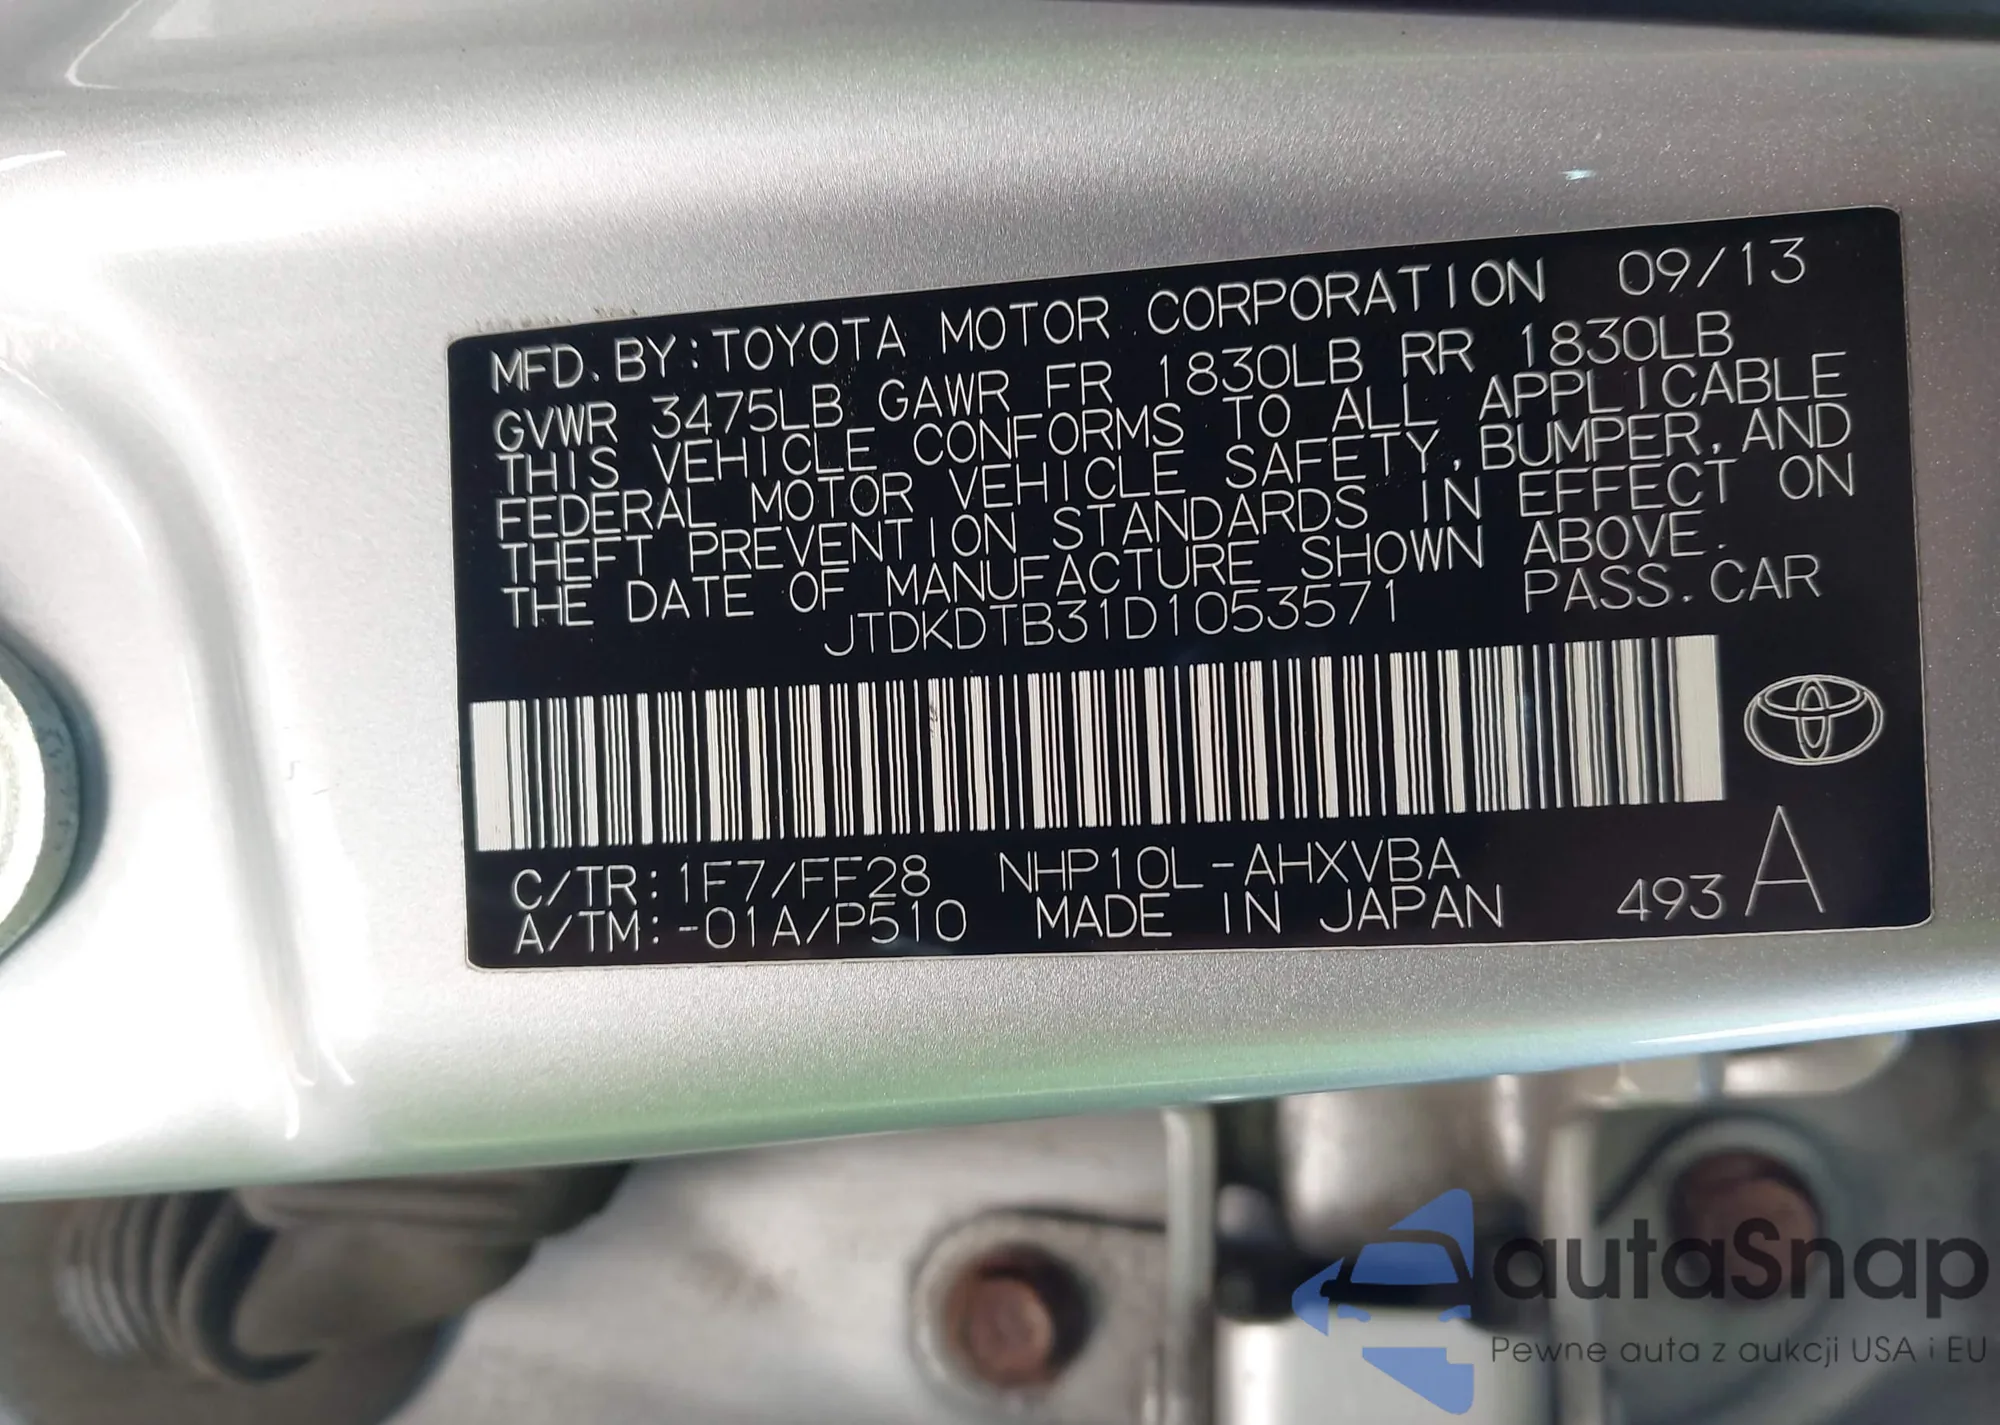 MFD. BY: TOYOTA MOTOR CORPORATION 09/13
GVWR 3475LB GAWR FR 1830LB RR 1830LB
THIS VEHICLE CONFORMS TO ALL APPLICABLE
FEDERAL MOTOR VEHICLE SAFETY, BUMPER, AND
THEFT PREVENTION STANDARDS IN EFFECT ON
THE DATE OF MANUFACTURE SHOWN ABOVE.
JTDKDTB31D1053571 PASS. CAR
C/TR: 1F7/FF28 NHP10L-AHXVBA
A/TM: -01A/P510 MADE IN JAPAN 493 A
autaSnap
Pewne auta z aukcji USA i EU